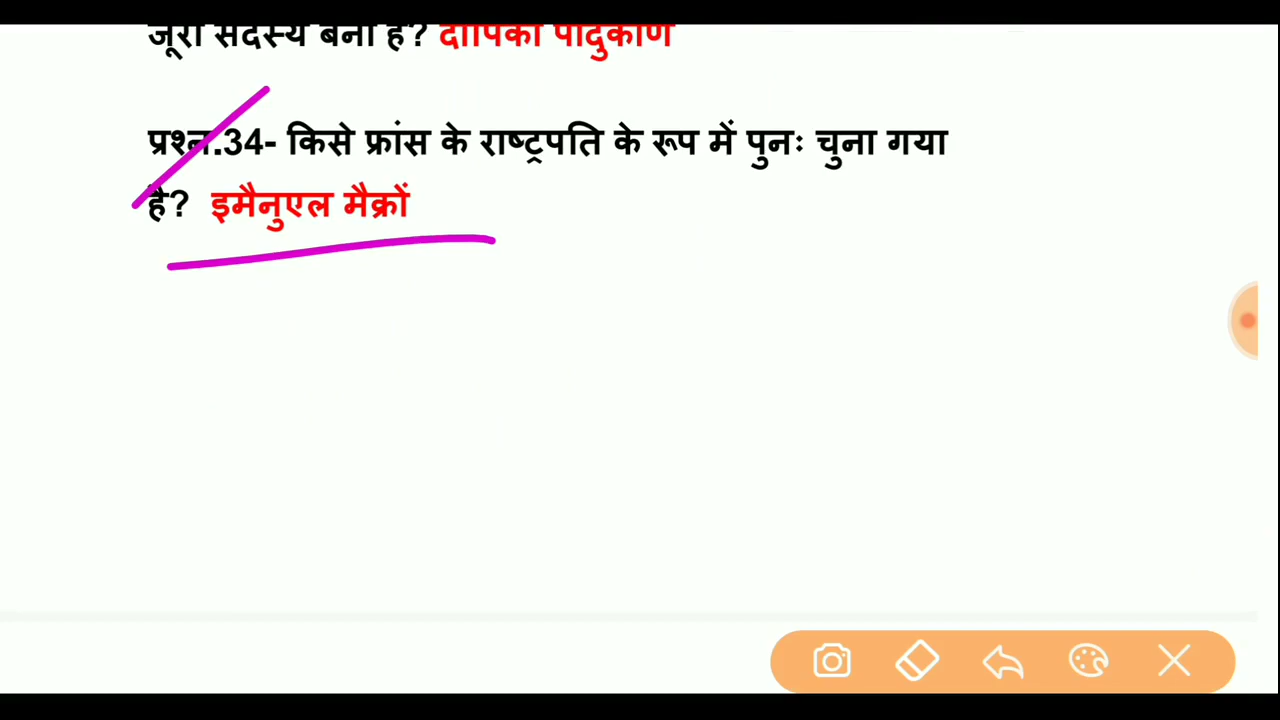 जूरी सदस्य बनी है? दीपिका पादुकोण
प्रश्न.34- किसे फ्रांस के राष्ट्रपति के रूप में पुनः चुना गया
है? इमैनुएल मैक्रों